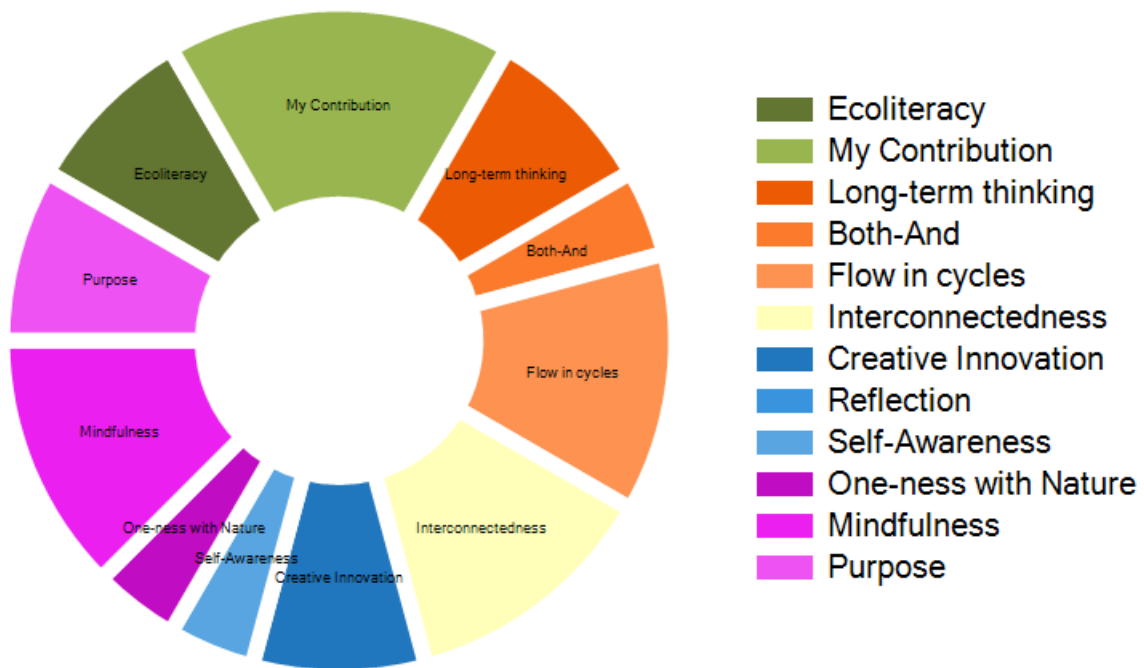 My Contribution
Ecoliteracy
Long-term thinking
Both-And
Purpose
Flow in cycles
Mindfulness
Interconnectedness
One-ness with Nature
Self-Awareness
Creative Innovation
Ecoliteracy
My Contribution
Long-term thinking
Both-And
Flow in cycles
Interconnectedness
Creative Innovation
Reflection
Self-Awareness
One-ness with Nature
Mindfulness
Purpose